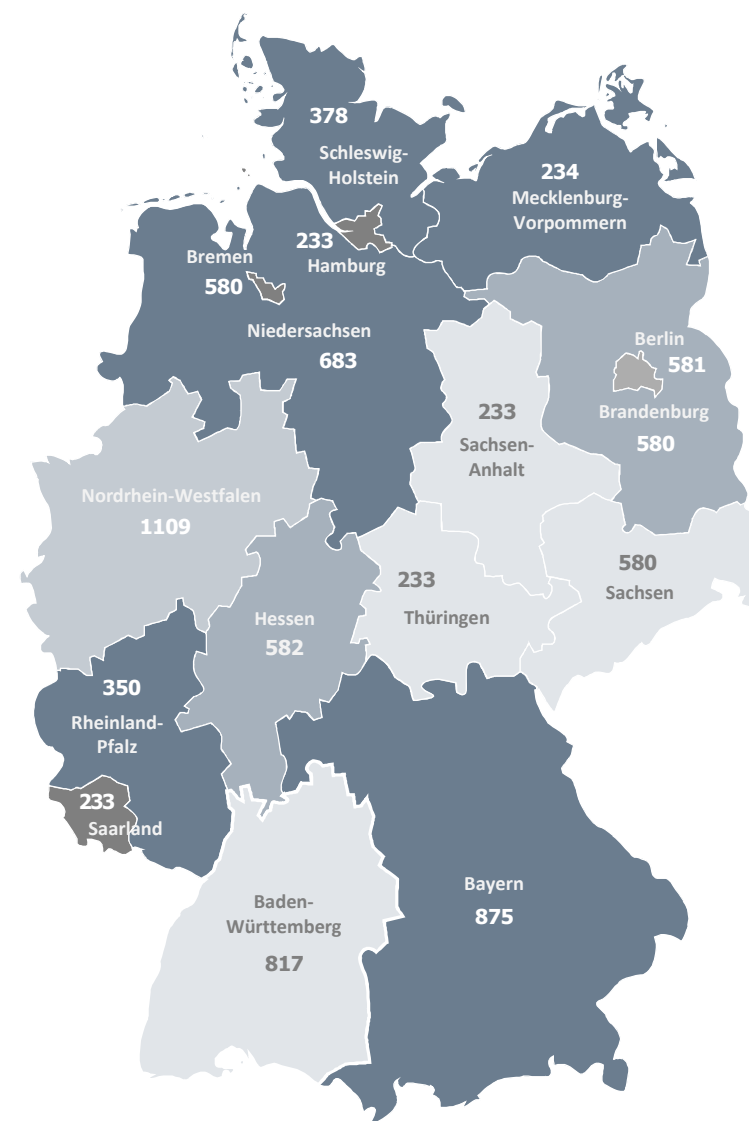 378
Schleswig-
Holstein
234
Mecklenburg-
Vorpommern
233
Hamburg
Bremen
580
Niedersachsen
683
Berlin
581
Brandenburg
580
233
Sachsen-
Anhalt
Nordrhein-Westfalen
1109
580
Sachsen
233
Thüringen
Hessen
582
350
Rheinland-
Pfalz
233
Saarland
Bayern
875
Baden-
Württemberg
817